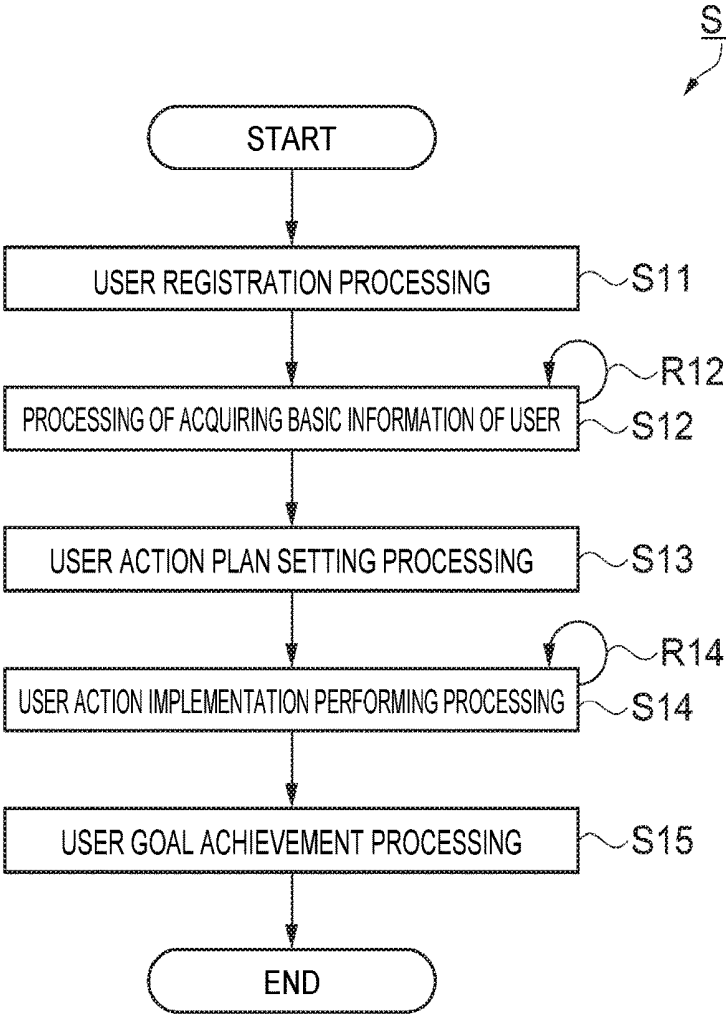 S
START
USER REGISTRATION PROCESSING
S11
R12
PROCESSING OF ACQUIRING BASIC INFORMATION OF USER
S12
USER ACTION PLAN SETTING PROCESSING
S13
R14
USER ACTION IMPLEMENTATION PERFORMING PROCESSING
S14
USER GOAL ACHIEVEMENT PROCESSING
S15
END